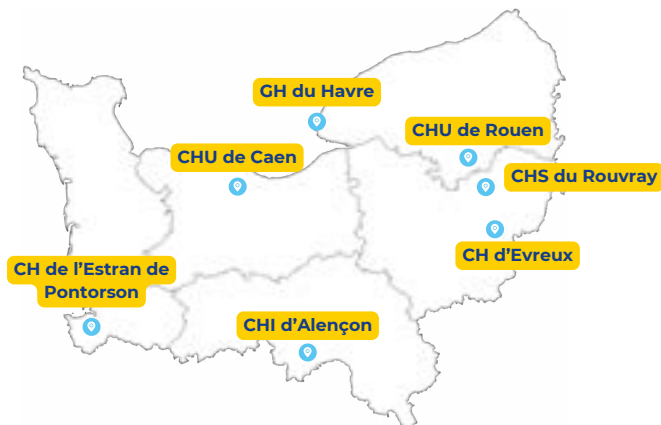 GH du Havre
CHU de Rouen
CHU de Caen
CHS du Rouvray
CH d’Evreux
CH de l’Estran de
Pontorson
CHI d’Alençon